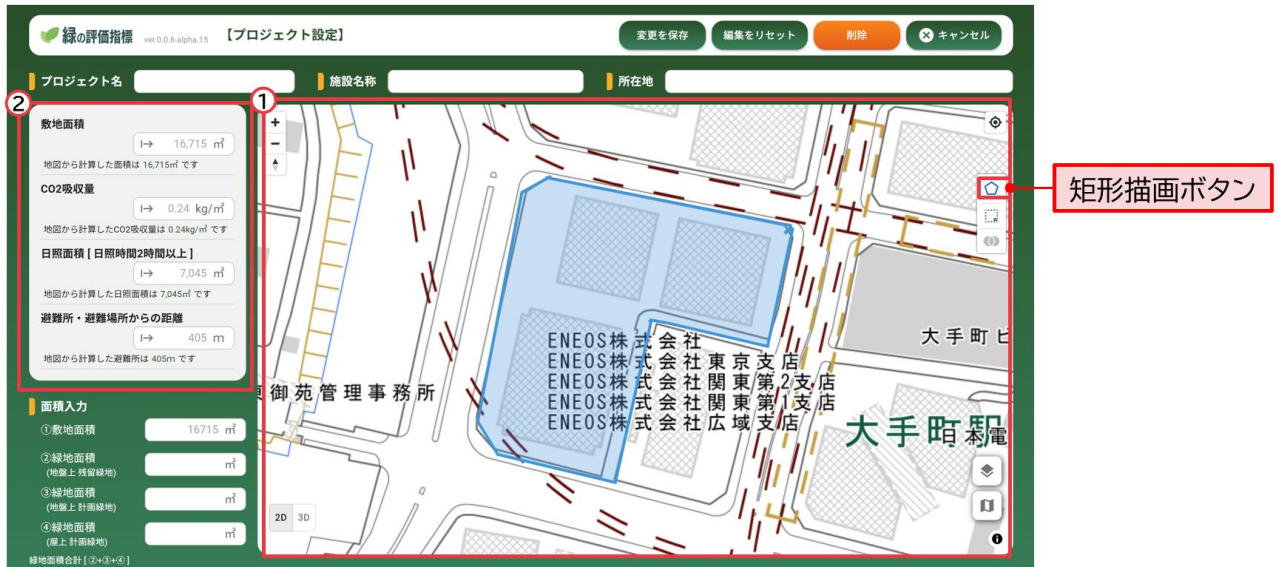 緑の評価指標 ver.0.0.6-alpha.15 【プロジェクト設定】 変更を保存 編集をリセット 削除 キャンセル
プロジェクト名 施設名称 所在地
②
①
敷地面積
16,715 ㎡
地図から計算した面積は 16,715㎡ です
CO2吸収量
0.24 kg/㎡
地図から計算したCO2吸収量は 0.24kg/㎡ です
日照面積 [ 日照時間2時間以上 ]
7,045 ㎡
地図から計算した日照面積は 7,045㎡ です
避難所・避難場所からの距離
405 m
地図から計算した避難所は 405m です
面積入力
①敷地面積 16715 ㎡
②緑地面積 ㎡
(地盤上 残留緑地)
③緑地面積 ㎡
(地盤上 計画緑地)
④緑地面積 ㎡
(屋上 計画緑地)
緑地面積合計 [ ②+③+④ ]
矩形描画ボタン
大手町ビ
ENEOS株式会社
ENEOS株式会社東京支店
ENEOS株式会社関東第2支店
ENEOS株式会社関東第1支店
ENEOS株式会社広域支店
御苑管理事務所
大手町駅
日本電
2D 3D